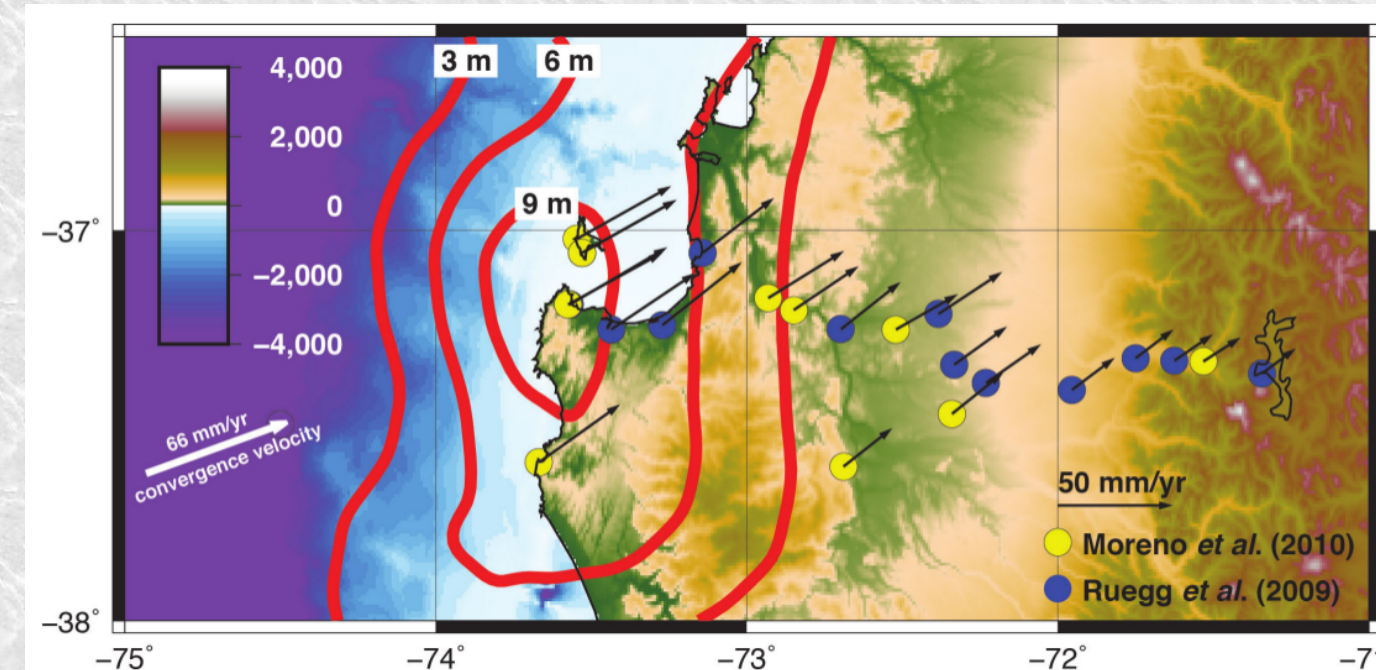 3 m
6 m
4,000
2,000
0
−2,000
−4,000
9 m
−37°
66 mm/yr
convergence velocity
50 mm/yr
Moreno et al. (2010)
Ruegg et al. (2009)
−38°
−75°
−74°
−73°
−72°